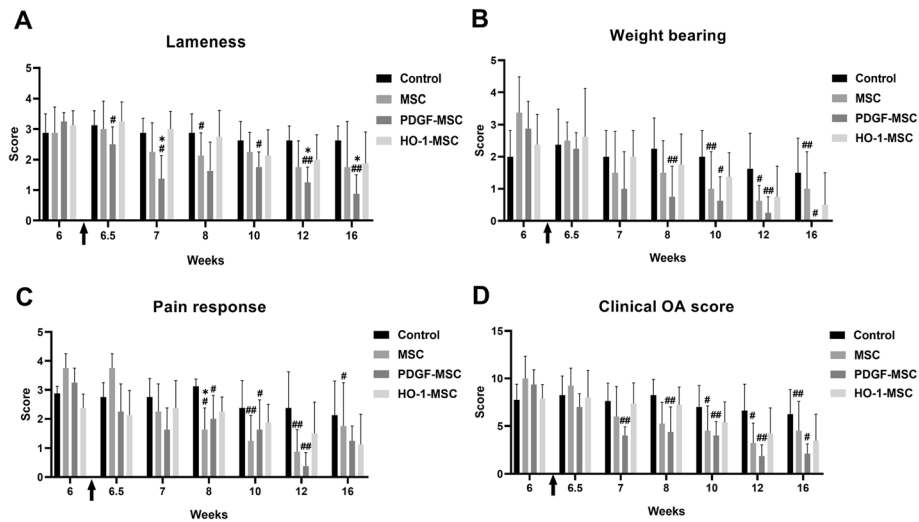 A
Lameness
5
4
3
2
1
0
Score
#
*
#
#
#
*
##
*
##
6
6.5
7
8
10
12
16
Weeks
Control
MSC
PDGF-MSC
HO-1-MSC
B
Weight bearing
5
4
3
2
1
0
Score
##
##
#
#
##
##
#
6
6.5
7
8
10
12
16
Weeks
Control
MSC
PDGF-MSC
HO-1-MSC
C
Pain response
5
4
3
2
1
0
Score
*
#
#
##
#
##
##
#
6
6.5
7
8
10
12
16
Weeks
Control
MSC
PDGF-MSC
HO-1-MSC
D
Clinical OA score
15
10
5
0
Score
##
##
#
##
#
##
##
#
6
6.5
7
8
10
12
16
Weeks
Control
MSC
PDGF-MSC
HO-1-MSC